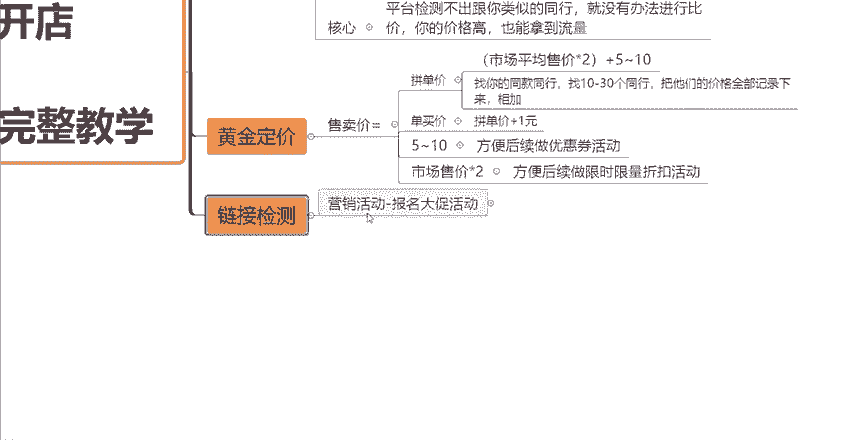 开店
完整教学
平台检测不出跟你类似的同行，就没有办法进行比
核心
价，你的价格高，也能拿到流量
（市场平均售价*2）+5~10
拼单价
找你的同款同行，找10-30个同行，把他们的价格全部记录下
来，相加
黄金定价
售卖价=
单买价
拼单价+1元
5~10
方便后续做优惠券活动
市场售价*2
方便后续做限时限量折扣活动
链接检测
营销活动-报名大促活动